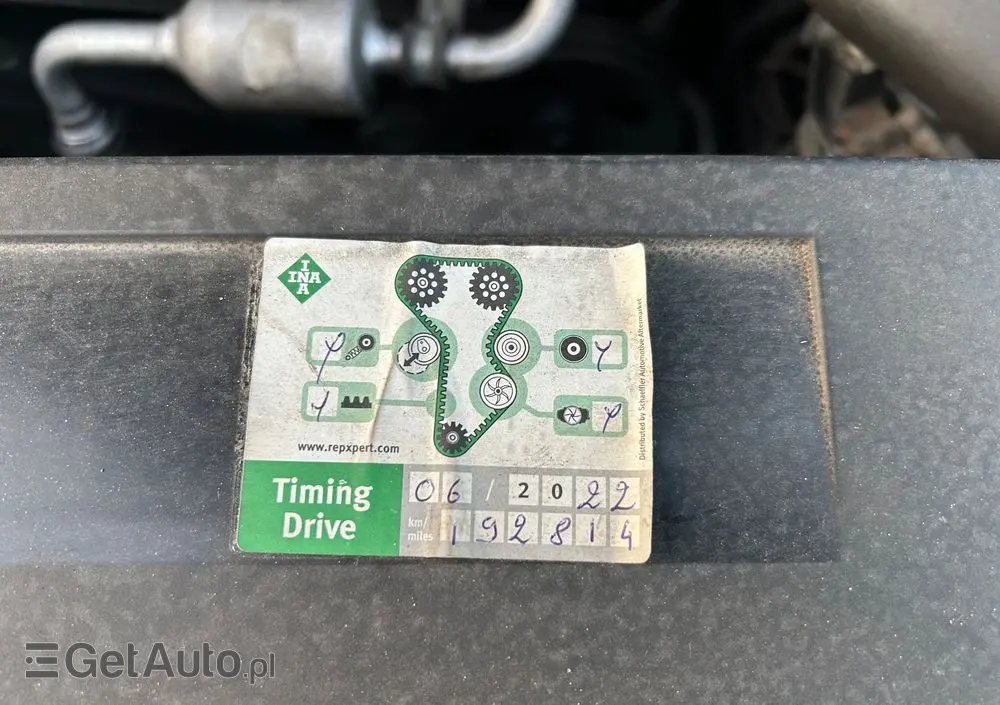 I
INA
A
www.repxpert.com
Distributed by Schaeffler Automotive Aftermarket
Timing
Drive
06 / 2022
km/
miles
192814
GetAuto.pl